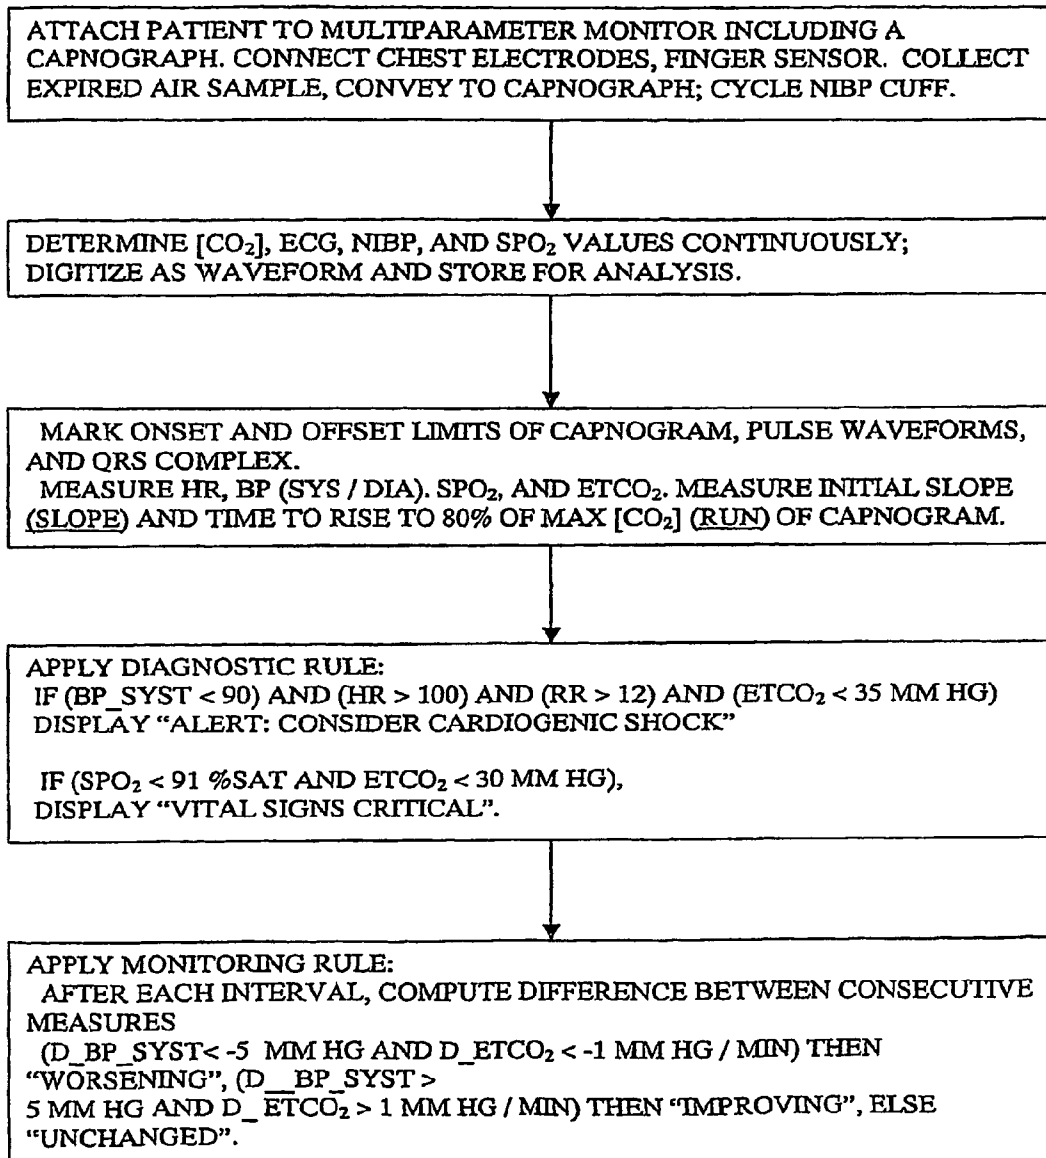 ATTACH PATIENT TO MULTIPARAMETER MONITOR INCLUDING A
CAPNOGRAPH. CONNECT CHEST ELECTRODES, FINGER SENSOR. COLLECT
EXPIRED AIR SAMPLE, CONVEY TO CAPNOGRAPH; CYCLE NIBP CUFF.
DETERMINE [CO₂], ECG, NIBP, AND SPO₂ VALUES CONTINUOUSLY;
DIGITIZE AS WAVEFORM AND STORE FOR ANALYSIS.
MARK ONSET AND OFFSET LIMITS OF CAPNOGRAM, PULSE WAVEFORMS,
AND QRS COMPLEX.
MEASURE HR, BP (SYS / DIA). SPO₂, AND ETCO₂. MEASURE INITIAL SLOPE
(SLOPE) AND TIME TO RISE TO 80% OF MAX [CO₂] (RUN) OF CAPNOGRAM.
APPLY DIAGNOSTIC RULE:
IF (BP_SYST < 90) AND (HR > 100) AND (RR > 12) AND (ETCO₂ < 35 MM HG)
DISPLAY "ALERT: CONSIDER CARDIOGENIC SHOCK"
IF (SPO₂ < 91 %SAT AND ETCO₂ < 30 MM HG),
DISPLAY "VITAL SIGNS CRITICAL".
APPLY MONITORING RULE:
AFTER EACH INTERVAL, COMPUTE DIFFERENCE BETWEEN CONSECUTIVE
MEASURES
(D_BP_SYST< -5 MM HG AND D_ETCO₂ < -1 MM HG / MIN) THEN
"WORSENING", (D__BP_SYST >
5 MM HG AND D_ ETCO₂ > 1 MM HG / MIN) THEN "IMPROVING", ELSE
"UNCHANGED".